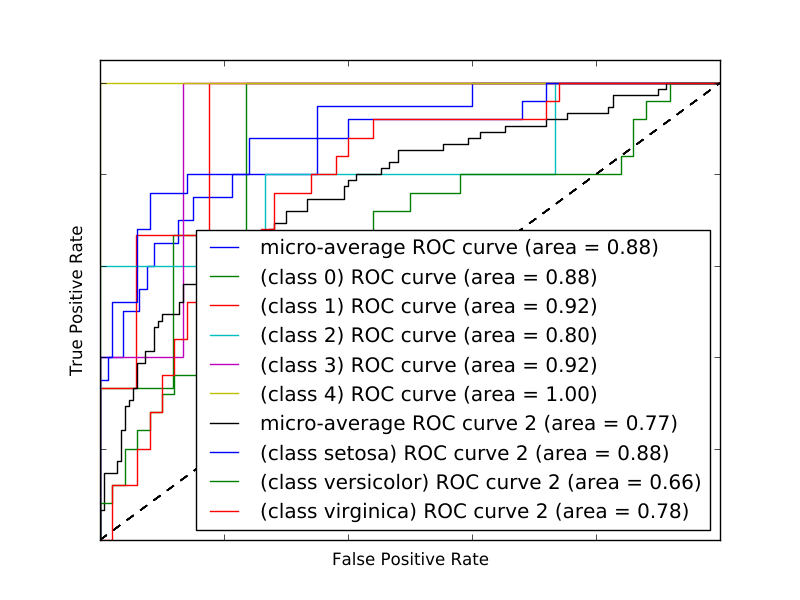 True Positive Rate
micro-average ROC curve (area = 0.88)
(class 0) ROC curve (area = 0.88)
(class 1) ROC curve (area = 0.92)
(class 2) ROC curve (area = 0.80)
(class 3) ROC curve (area = 0.92)
(class 4) ROC curve (area = 1.00)
micro-average ROC curve 2 (area = 0.77)
(class setosa) ROC curve 2 (area = 0.88)
(class versicolor) ROC curve 2 (area = 0.66)
(class virginica) ROC curve 2 (area = 0.78)
False Positive Rate